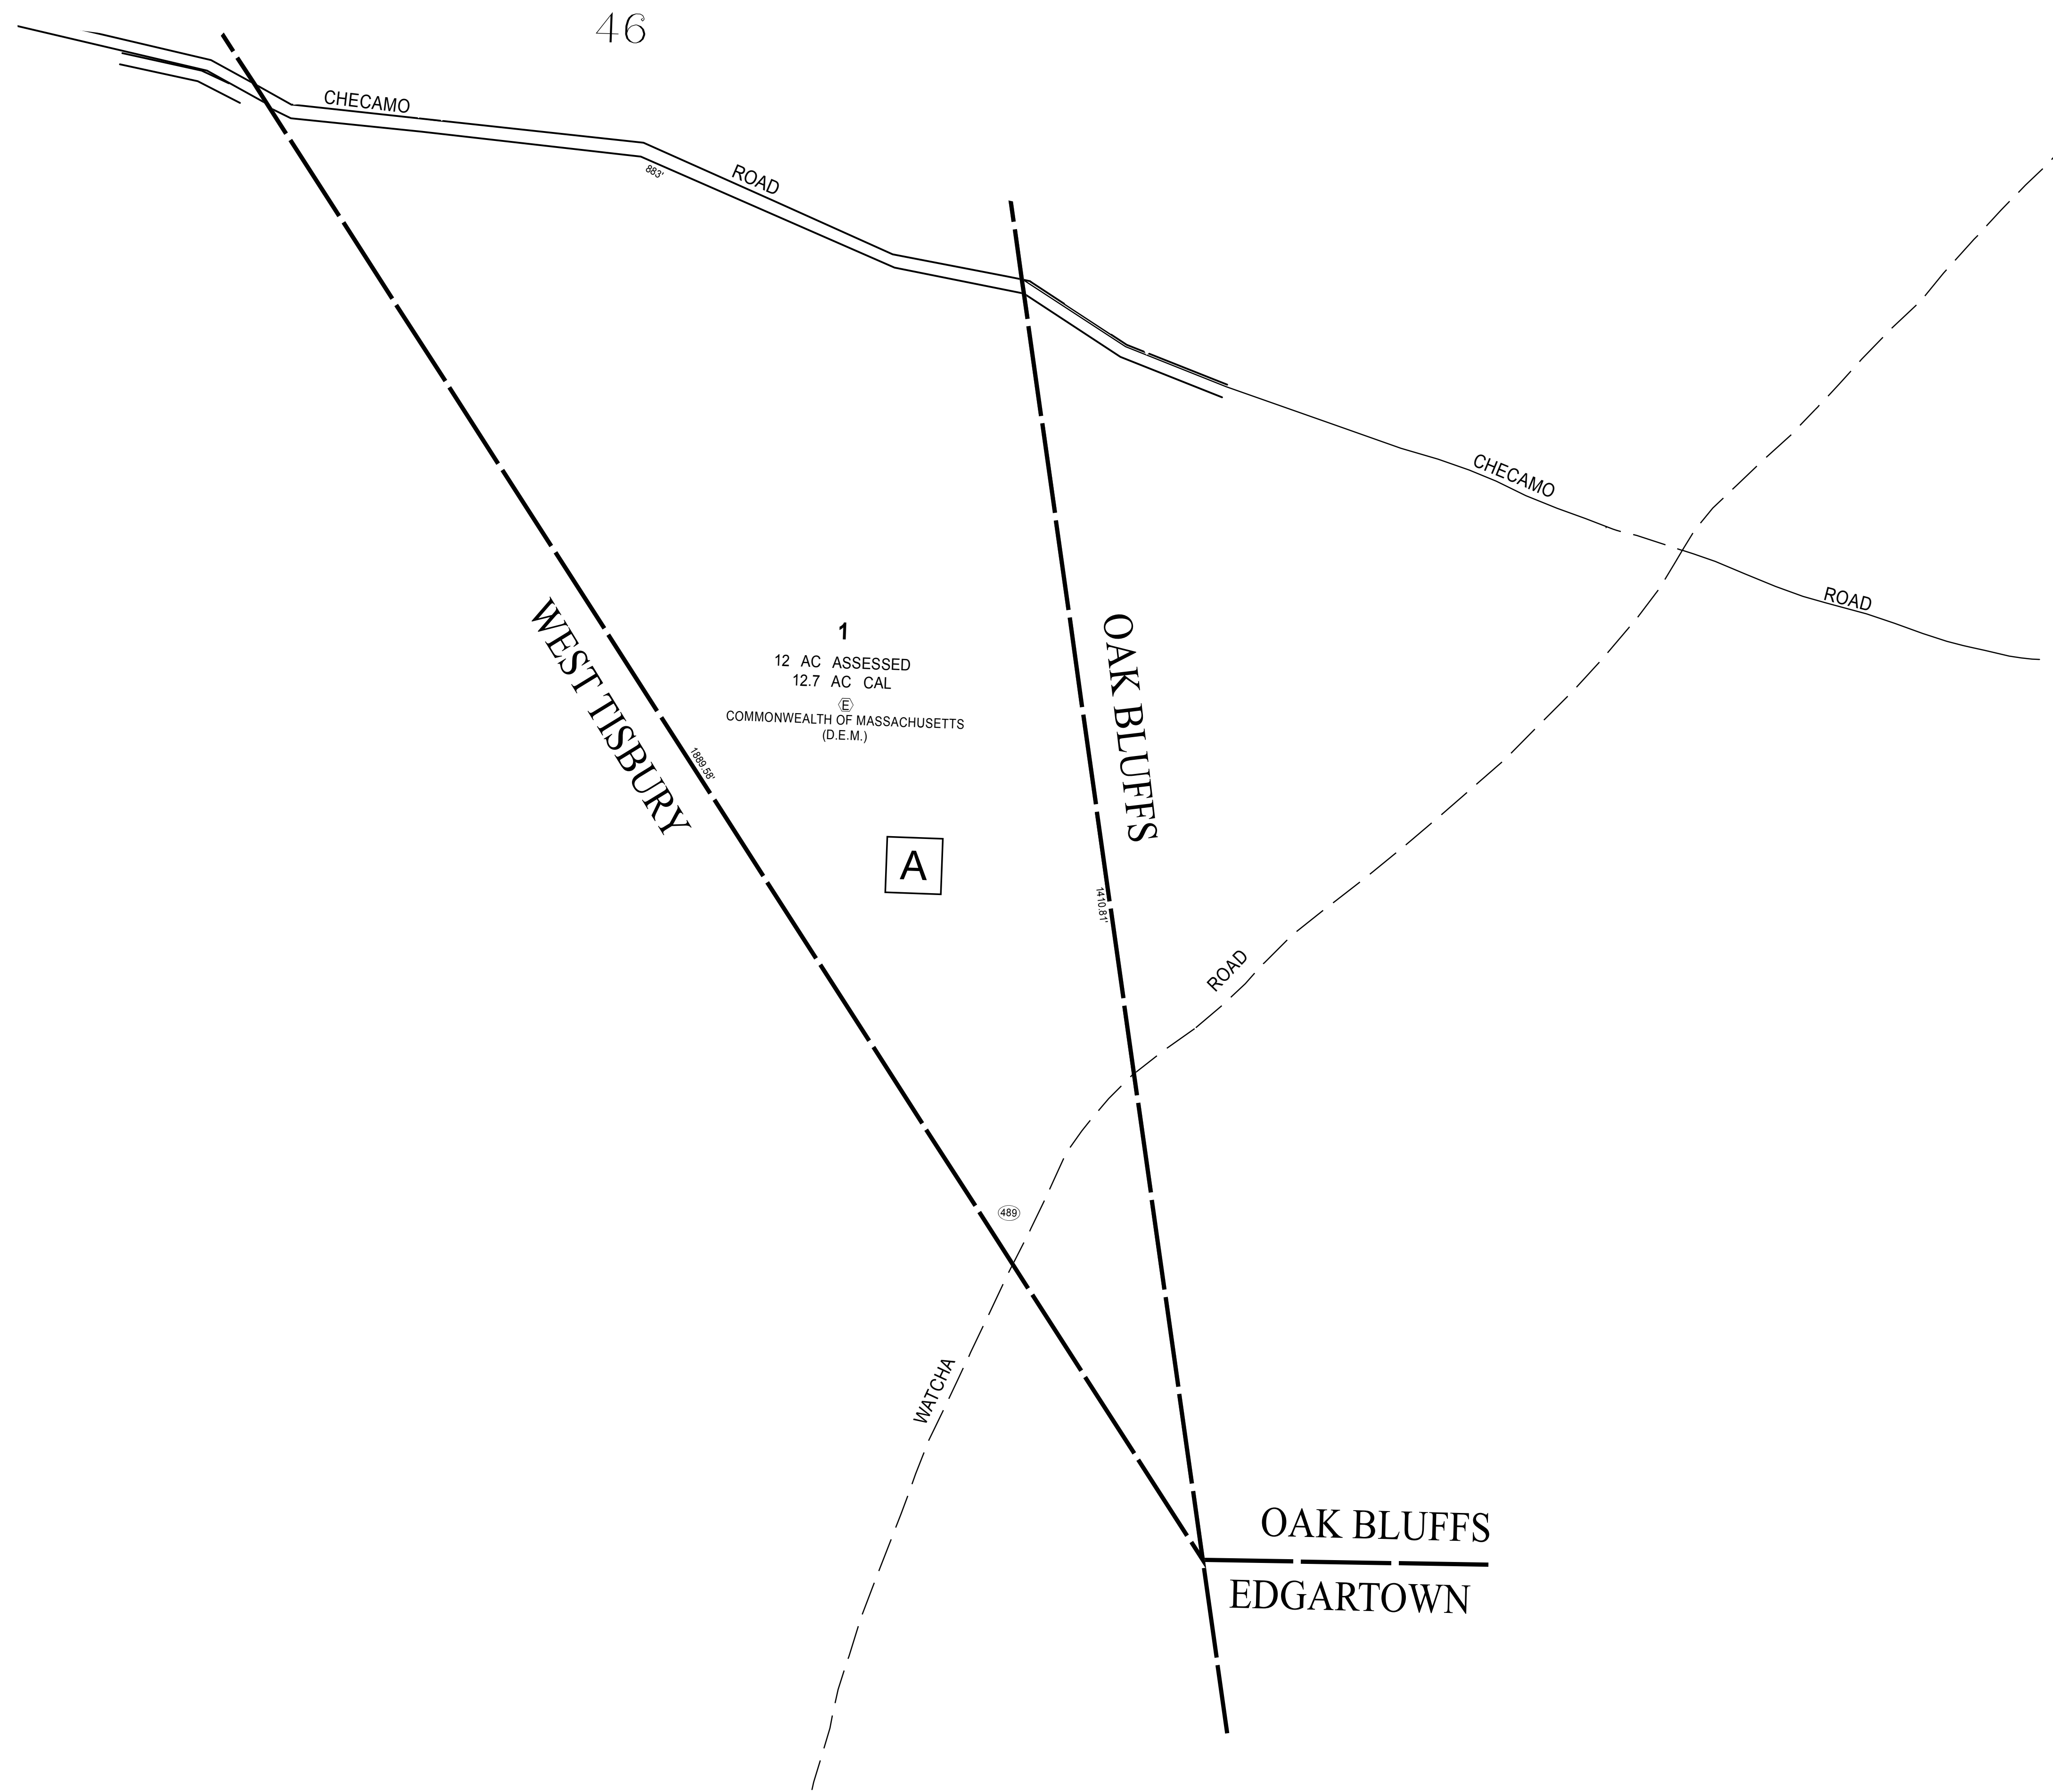 46
CHECAMO
ROAD
883'
CHECAMO
ROAD
1
12 AC ASSESSED
12.7 AC CAL
E
COMMONWEALTH OF MASSACHUSETTS
(D.E.M.)
WEST TISBURY
1889.58'
OAK BLUFFS
A
1410.81'
ROAD
489
WATCHA
OAK BLUFFS
EDGARTOWN